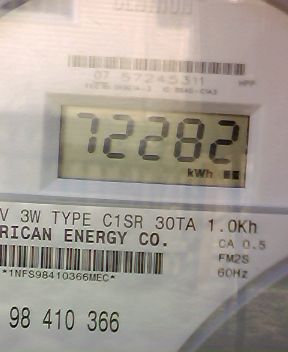 07 57245311
72282
kWh
V 3W TYPE C1SR 30TA 1.0Kh
RICAN ENERGY CO.
CA 0.5
FM2S
*1NFS98410366MEC*
60Hz
98 410 366